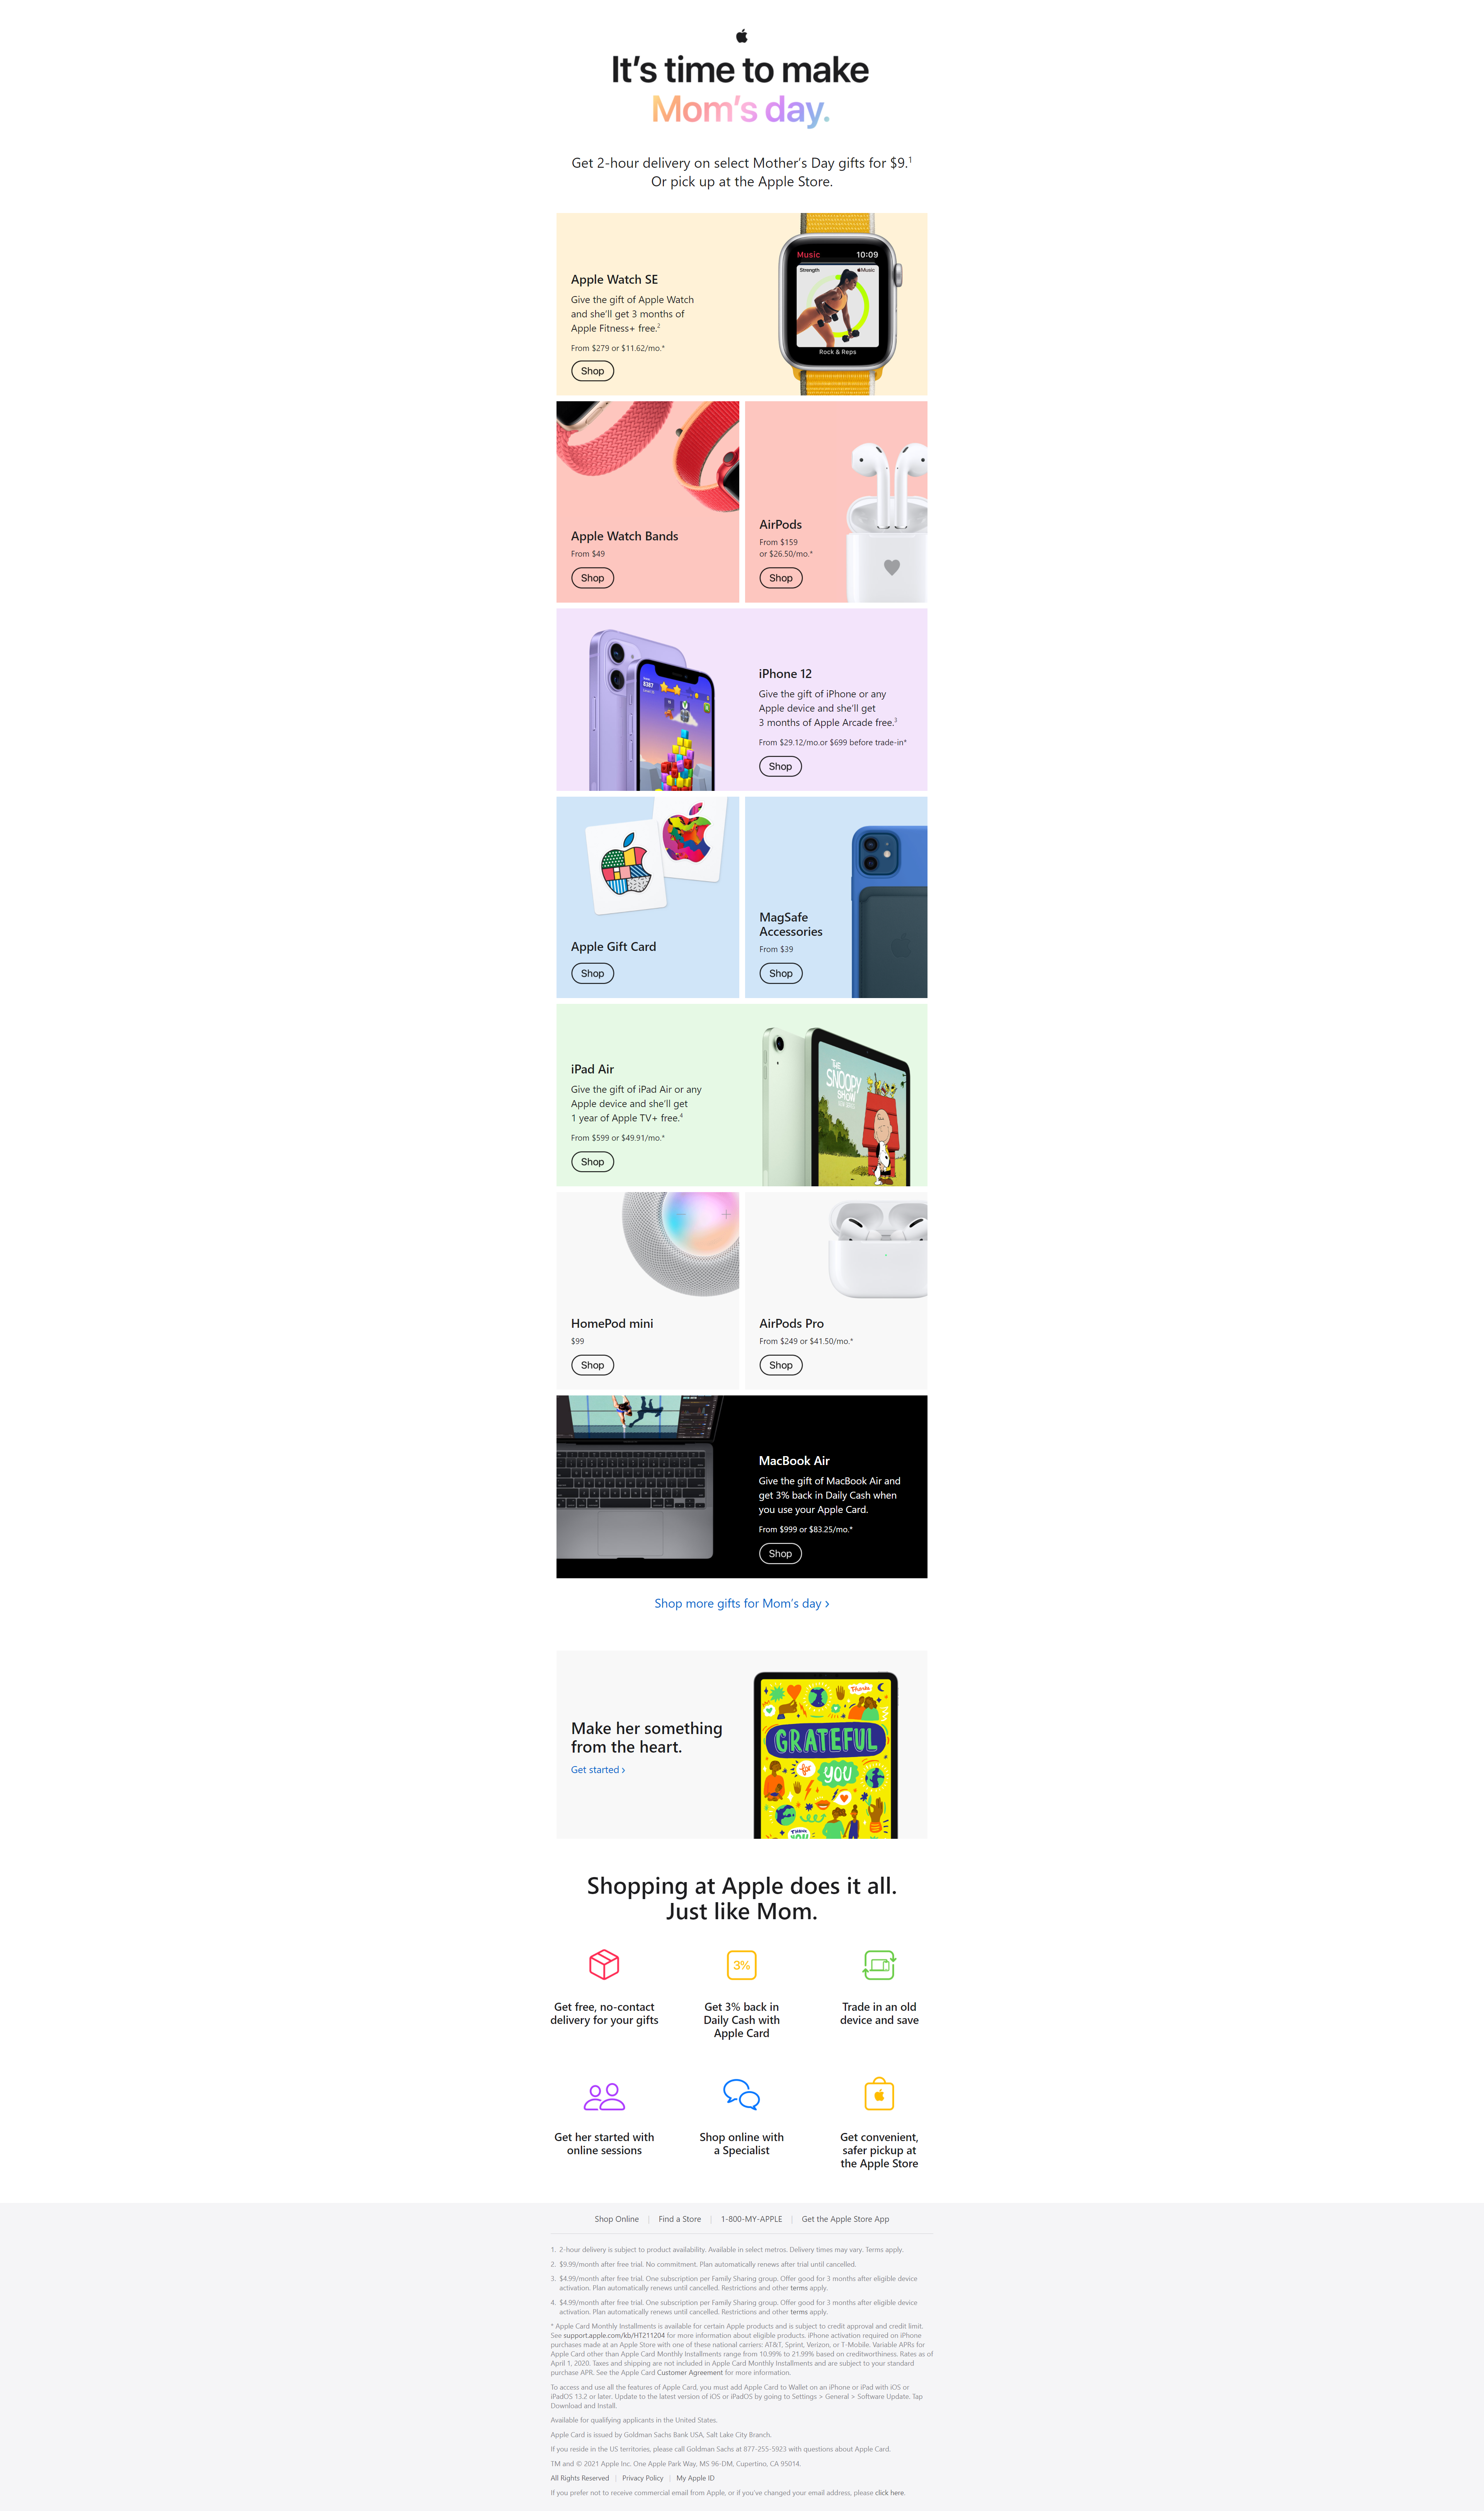 It's time to make
Mom's day.
Get 2-hour delivery on select Mother's Day gifts for $9.¹
Or pick up at the Apple Store.
Apple Watch SE
Give the gift of Apple Watch
and she'll get 3 months of
Apple Fitness+ free.²
From $279 or $11.62/mo.*
Shop
Music 10:09
Strength Music
Rock & Reps
Apple Watch Bands
From $49
Shop
AirPods
From $159
or $26.50/mo.*
Shop
iPhone 12
Give the gift of iPhone or any
Apple device and she'll get
3 months of Apple Arcade free.³
From $29.12/mo.or $699 before trade-in*
Shop
Apple Gift Card
Shop
MagSafe
Accessories
From $39
Shop
iPad Air
Give the gift of iPad Air or any
Apple device and she'll get
1 year of Apple TV+ free.⁴
From $599 or $49.91/mo.*
Shop
THE
SNOOPY
SHOW
HomePod mini
$99
Shop
AirPods Pro
From $249 or $41.50/mo.*
Shop
MacBook Air
Give the gift of MacBook Air and
get 3% back in Daily Cash when
you use your Apple Card.
From $999 or $83.25/mo.*
Shop
Shop more gifts for Mom's day ›
Make her something
from the heart.
Get started ›
Thanks
GRATEFUL
for
YOU
THANK
YOU
Shopping at Apple does it all.
Just like Mom.
3%
Get free, no-contact
delivery for your gifts
Get 3% back in
Daily Cash with
Apple Card
Trade in an old
device and save
Get her started with
online sessions
Shop online with
a Specialist
Get convenient,
safer pickup at
the Apple Store
Shop Online | Find a Store | 1-800-MY-APPLE | Get the Apple Store App
1. 2-hour delivery is subject to product availability. Available in select metros. Delivery times may vary. Terms apply.
2. $9.99/month after free trial. No commitment. Plan automatically renews after trial until cancelled.
3. $4.99/month after free trial. One subscription per Family Sharing group. Offer good for 3 months after eligible device
activation. Plan automatically renews until cancelled. Restrictions and other terms apply.
4. $4.99/month after free trial. One subscription per Family Sharing group. Offer good for 3 months after eligible device
activation. Plan automatically renews until cancelled. Restrictions and other terms apply.
* Apple Card Monthly Installments is available for certain Apple products and is subject to credit approval and credit limit.
See support.apple.com/kb/HT211204 for more information about eligible products. iPhone activation required on iPhone
purchases made at an Apple Store with one of these national carriers: AT&T, Sprint, Verizon, or T-Mobile. Variable APRs for
Apple Card other than Apple Card Monthly Installments range from 10.99% to 21.99% based on creditworthiness. Rates as of
April 1, 2020. Taxes and shipping are not included in Apple Card Monthly Installments and are subject to your standard
purchase APR. See the Apple Card Customer Agreement for more information.
To access and use all the features of Apple Card, you must add Apple Card to Wallet on an iPhone or iPad with iOS or
iPadOS 13.2 or later. Update to the latest version of iOS or iPadOS by going to Settings > General > Software Update. Tap
Download and Install.
Available for qualifying applicants in the United States.
Apple Card is issued by Goldman Sachs Bank USA, Salt Lake City Branch.
If you reside in the US territories, please call Goldman Sachs at 877-255-5923 with questions about Apple Card.
TM and © 2021 Apple Inc. One Apple Park Way, MS 96-DM, Cupertino, CA 95014.
All Rights Reserved | Privacy Policy | My Apple ID
If you prefer not to receive commercial email from Apple, or if you've changed your email address, please click here.